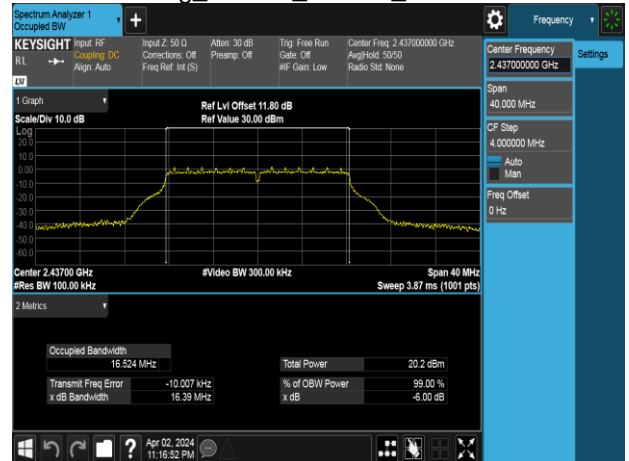 Spectrum Analyzer 1
Occupied BW
+
Frequency
KEYSIGHT
RL
LXI
Input: RF
Coupling: DC
Align: Auto
Input Z: 50 Ω
Corrections: Off
Freq Ref: Int (S)
Atten: 30 dB
Preamp: Off
Trig: Free Run
Gate: Off
#IF Gain: Low
Center Freq: 2.437000000 GHz
Avg|Hold: 50/50
Radio Std: None
Center Frequency
2.437000000 GHz
Settings
Span
40.000 MHz
CF Step
4.000000 MHz
Auto
Man
Freq Offset
0 Hz
1 Graph
Scale/Div 10.0 dB
Ref Lvl Offset 11.80 dB
Ref Value 30.00 dBm
Log
20.0
10.0
0.00
-10.0
-20.0
-30.0
-40.0
-50.0
-60.0
Center 2.43700 GHz
#Video BW 300.00 kHz
Span 40 MHz
#Res BW 100.00 kHz
Sweep 3.87 ms (1001 pts)
2 Metrics
Occupied Bandwidth
16.524 MHz
Total Power 20.2 dBm
Transmit Freq Error -10.007 kHz
% of OBW Power 99.00 %
x dB Bandwidth 16.39 MHz
x dB -6.00 dB
?
Apr 02, 2024
11:16:52 PM